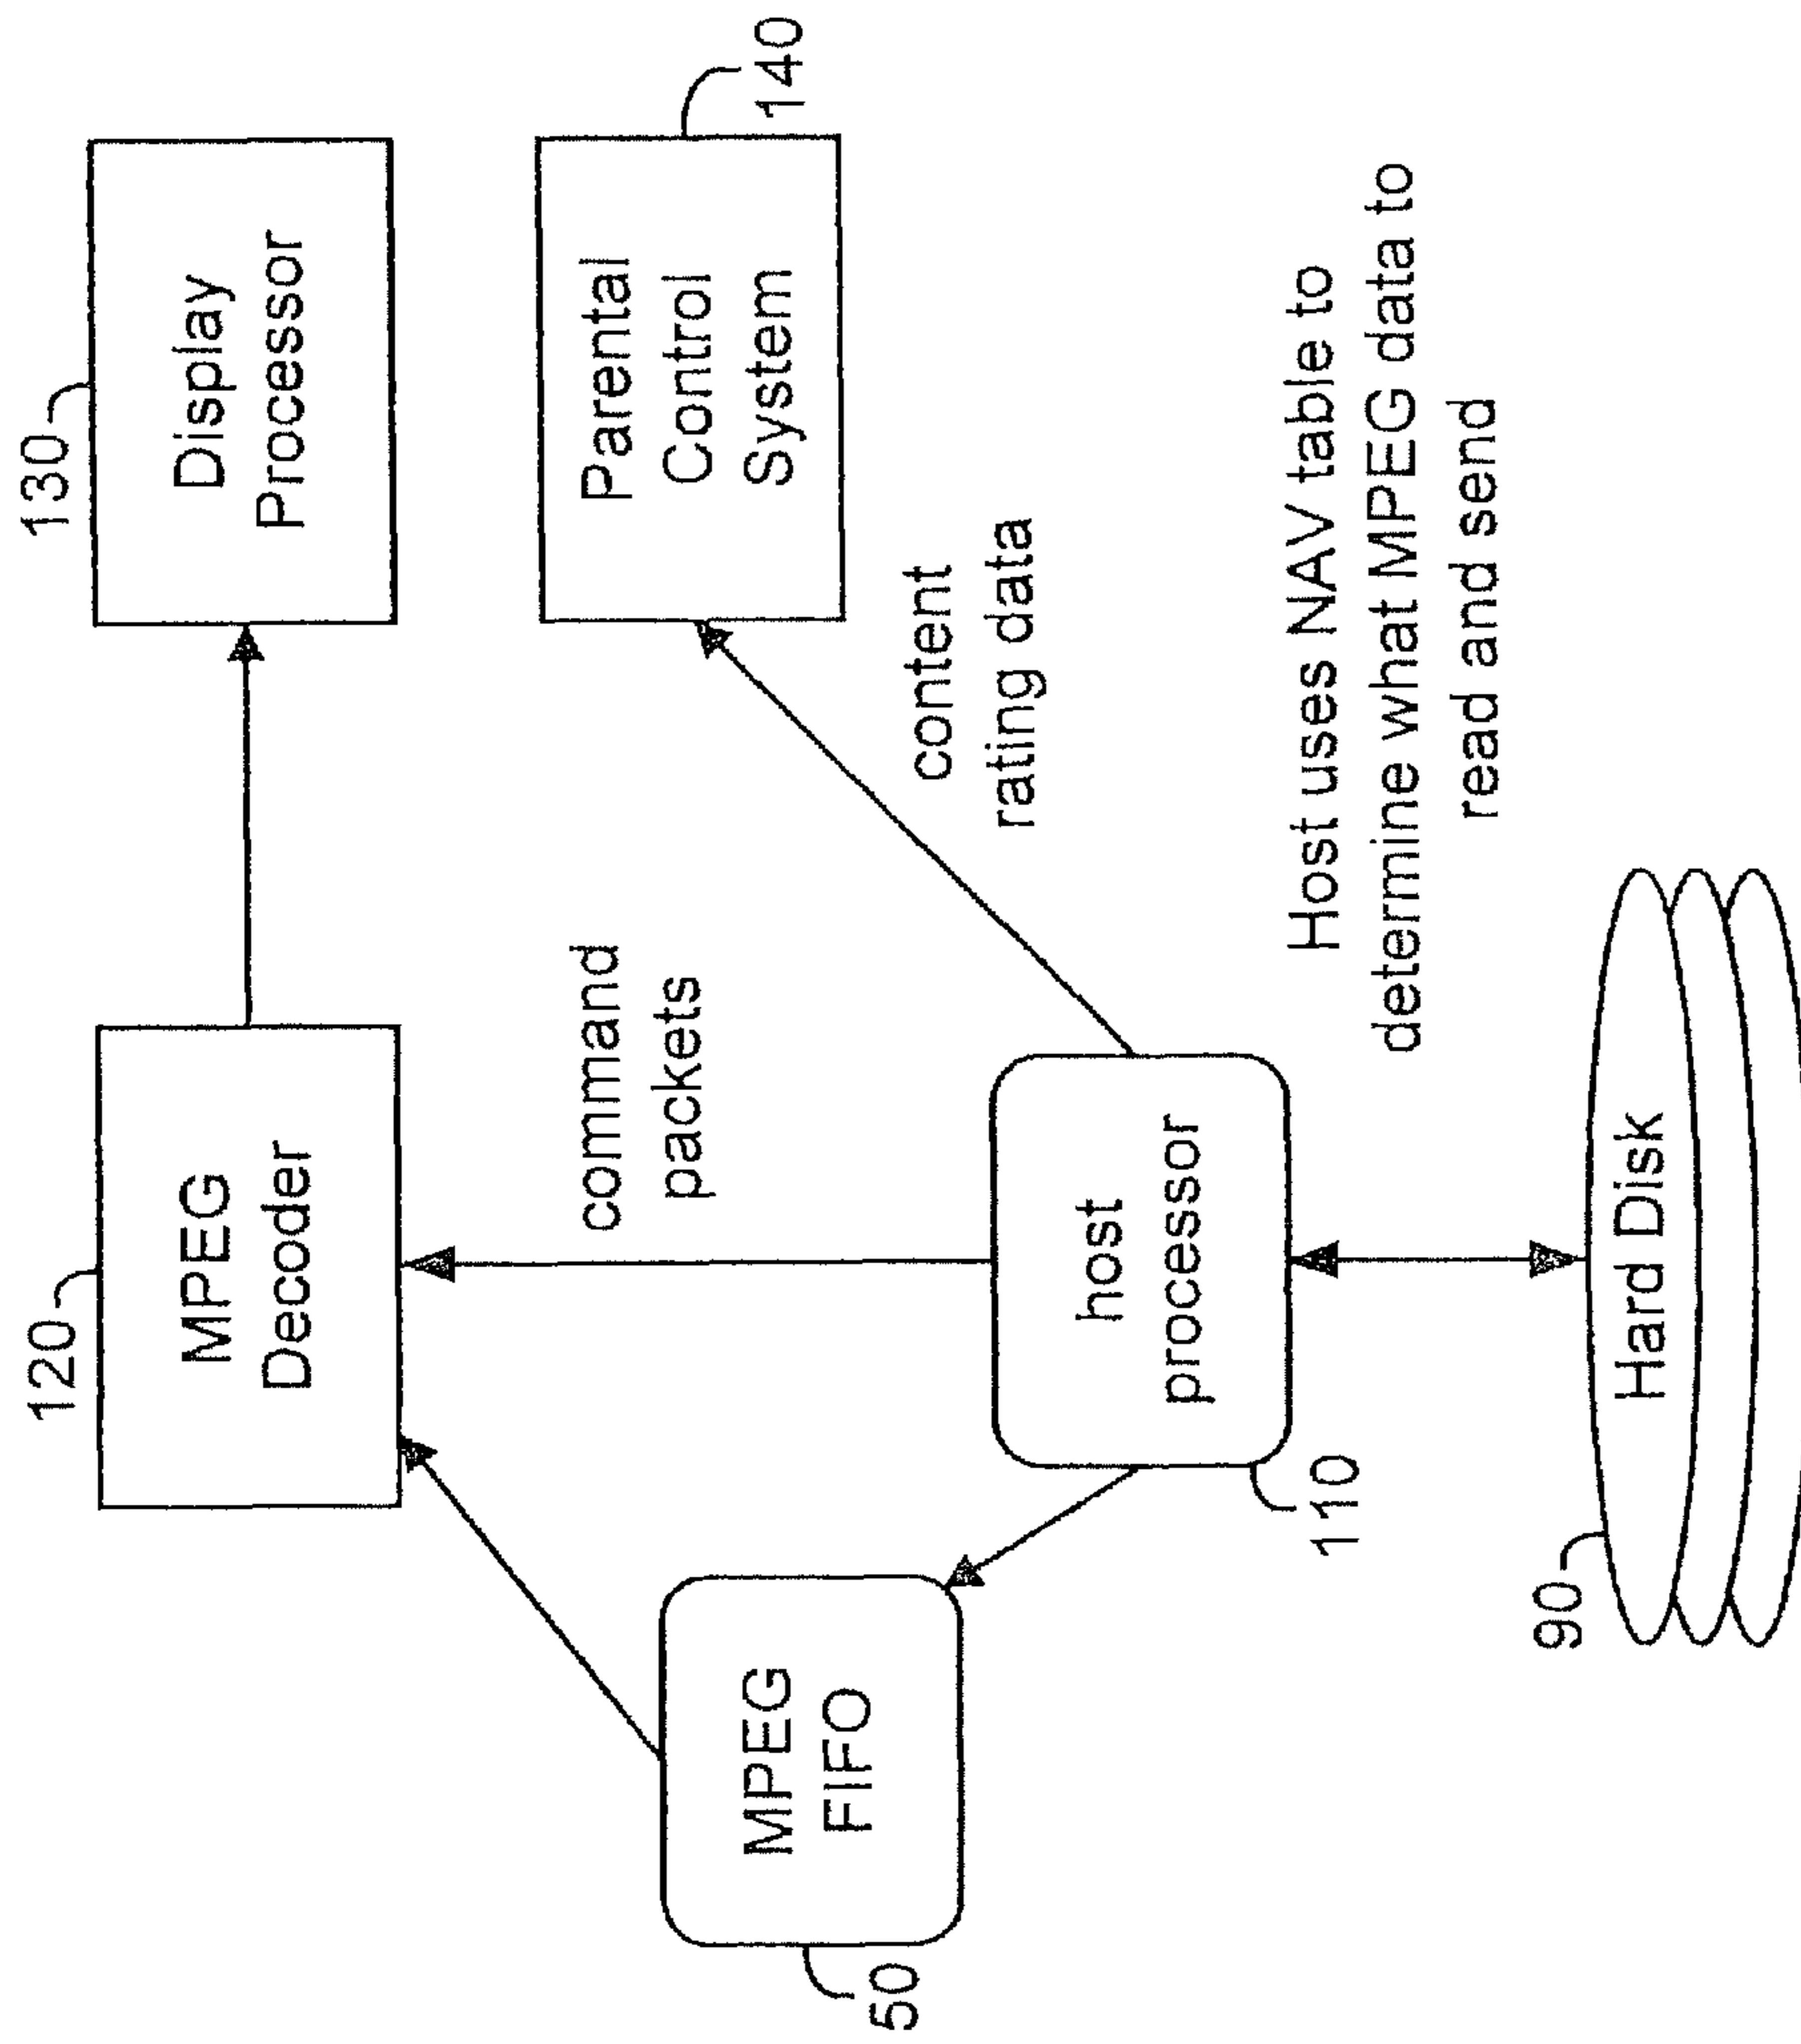 120
MPEG
Decoder
130
Display
Processor
command
packets
Parental
Control
System
140
MPEG
FIFO
50
content
rating data
host
processor
110
Host uses NAV table to
determine what MPEG data to
read and send
90
Hard Disk